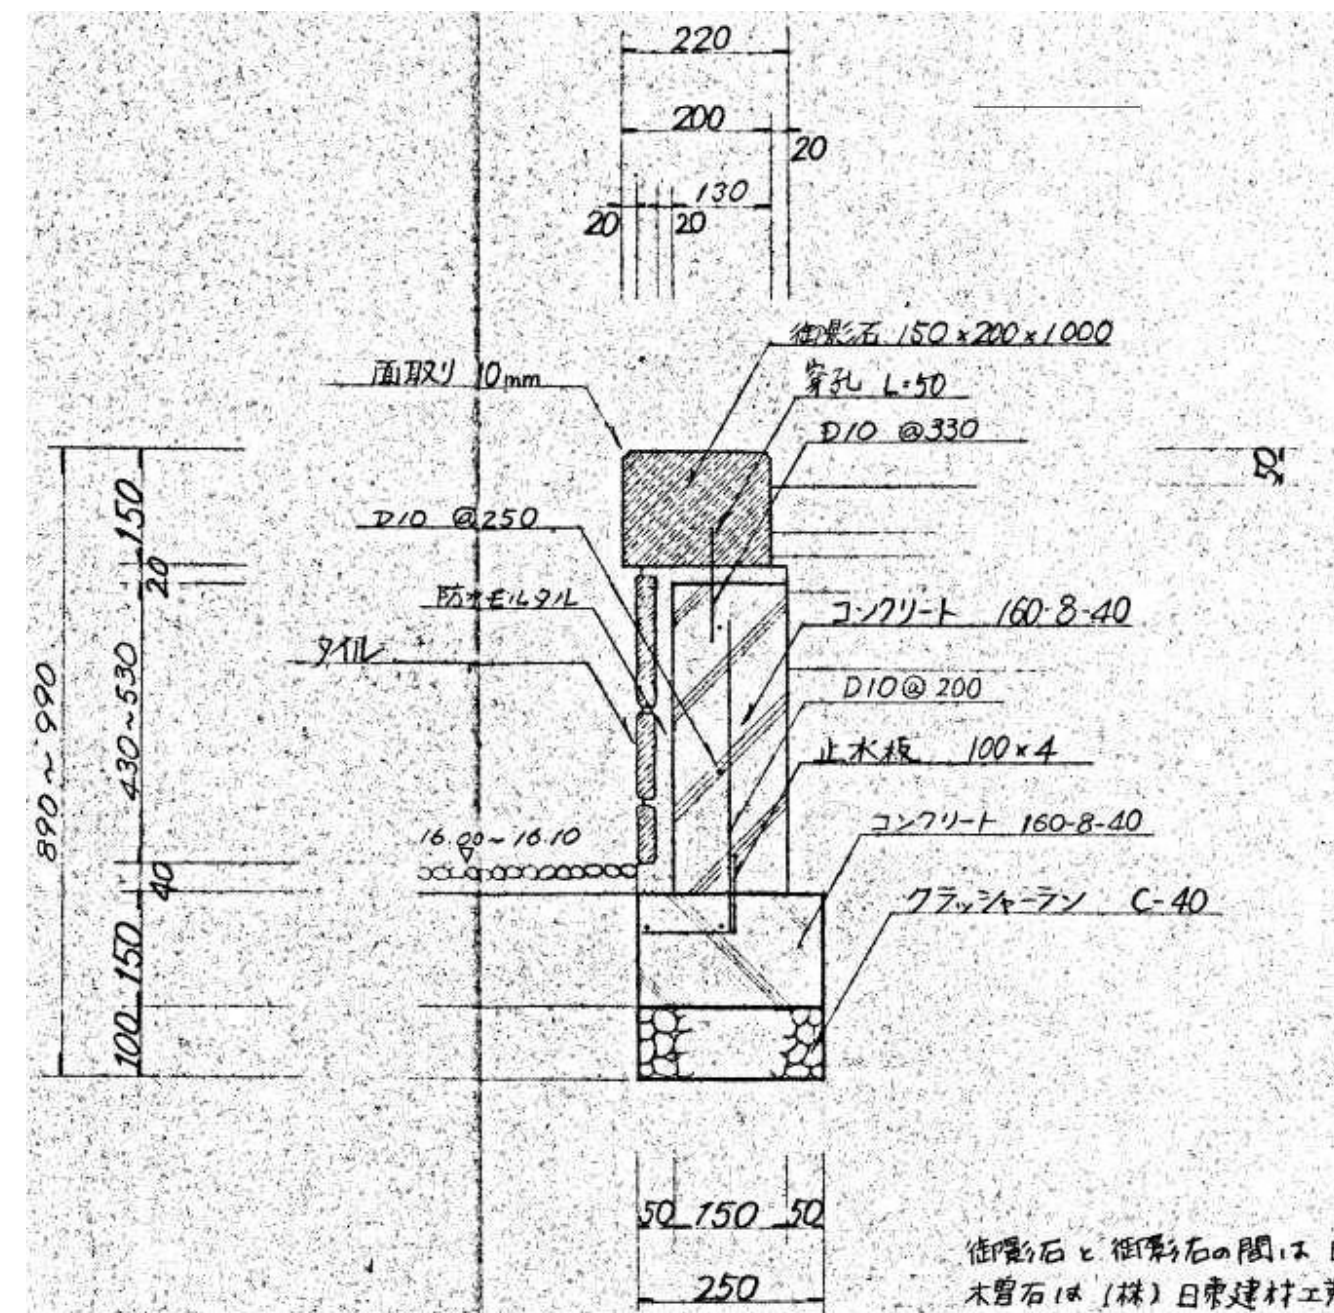 220
200
20
130
20
20
御影石 150×200×1000
面取り 10mm
穿孔 L=50
D10 @330
50
150
D10 @250
20
防水モルタル
コンクリート 160-8-40
タイル
D10@200
430~530
890~990
止水板 100×4
16.00~16.10
コンクリート 160-8-40
40
クラッシャーラン C-40
150
100
50 150 50
250
御影石と御影石の間は
木曽石は (株) 日東建材工業